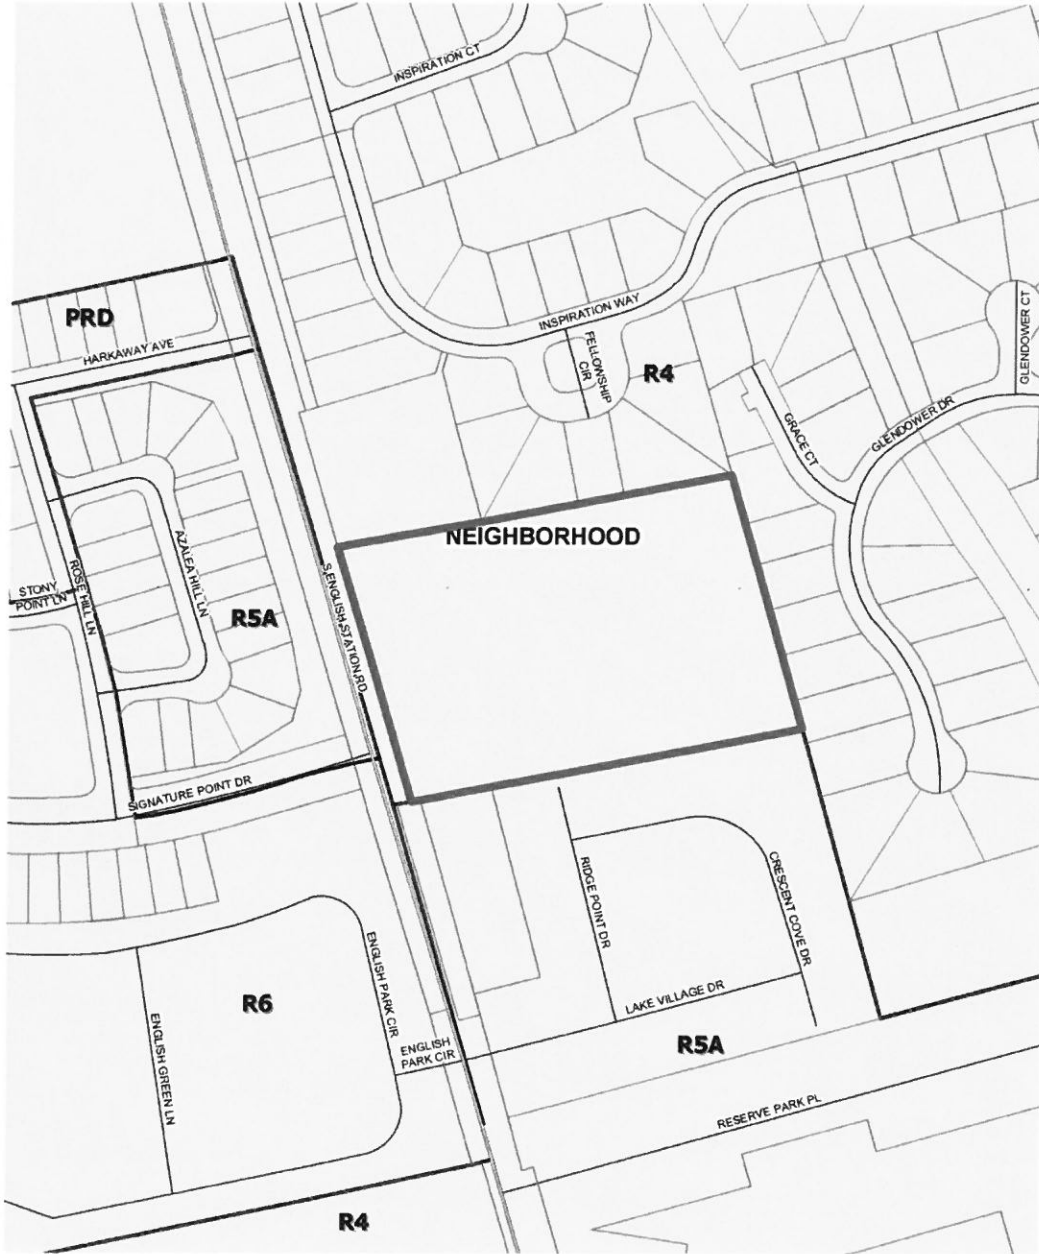 INSPIRATION CT
PRD
HARKAWAY AVE
INSPIRATION WAY
FELLOWSHIP
CIR
R4
GLENDOWER CT
GRACE CT
GLENDOWER DR
NEIGHBORHOOD
STONY
POINT LN
ROSE HILL LN
AZALEA HILL LN
R5A
S ENGLISH STATION RD
SIGNATURE POINT DR
RIDGE POINT DR
CRESCENT COVE DR
ENGLISH PARK CIR
R6
LAKE VILLAGE DR
ENGLISH GREEN LN
ENGLISH
PARK CIR
R5A
RESERVE PARK PL
R4